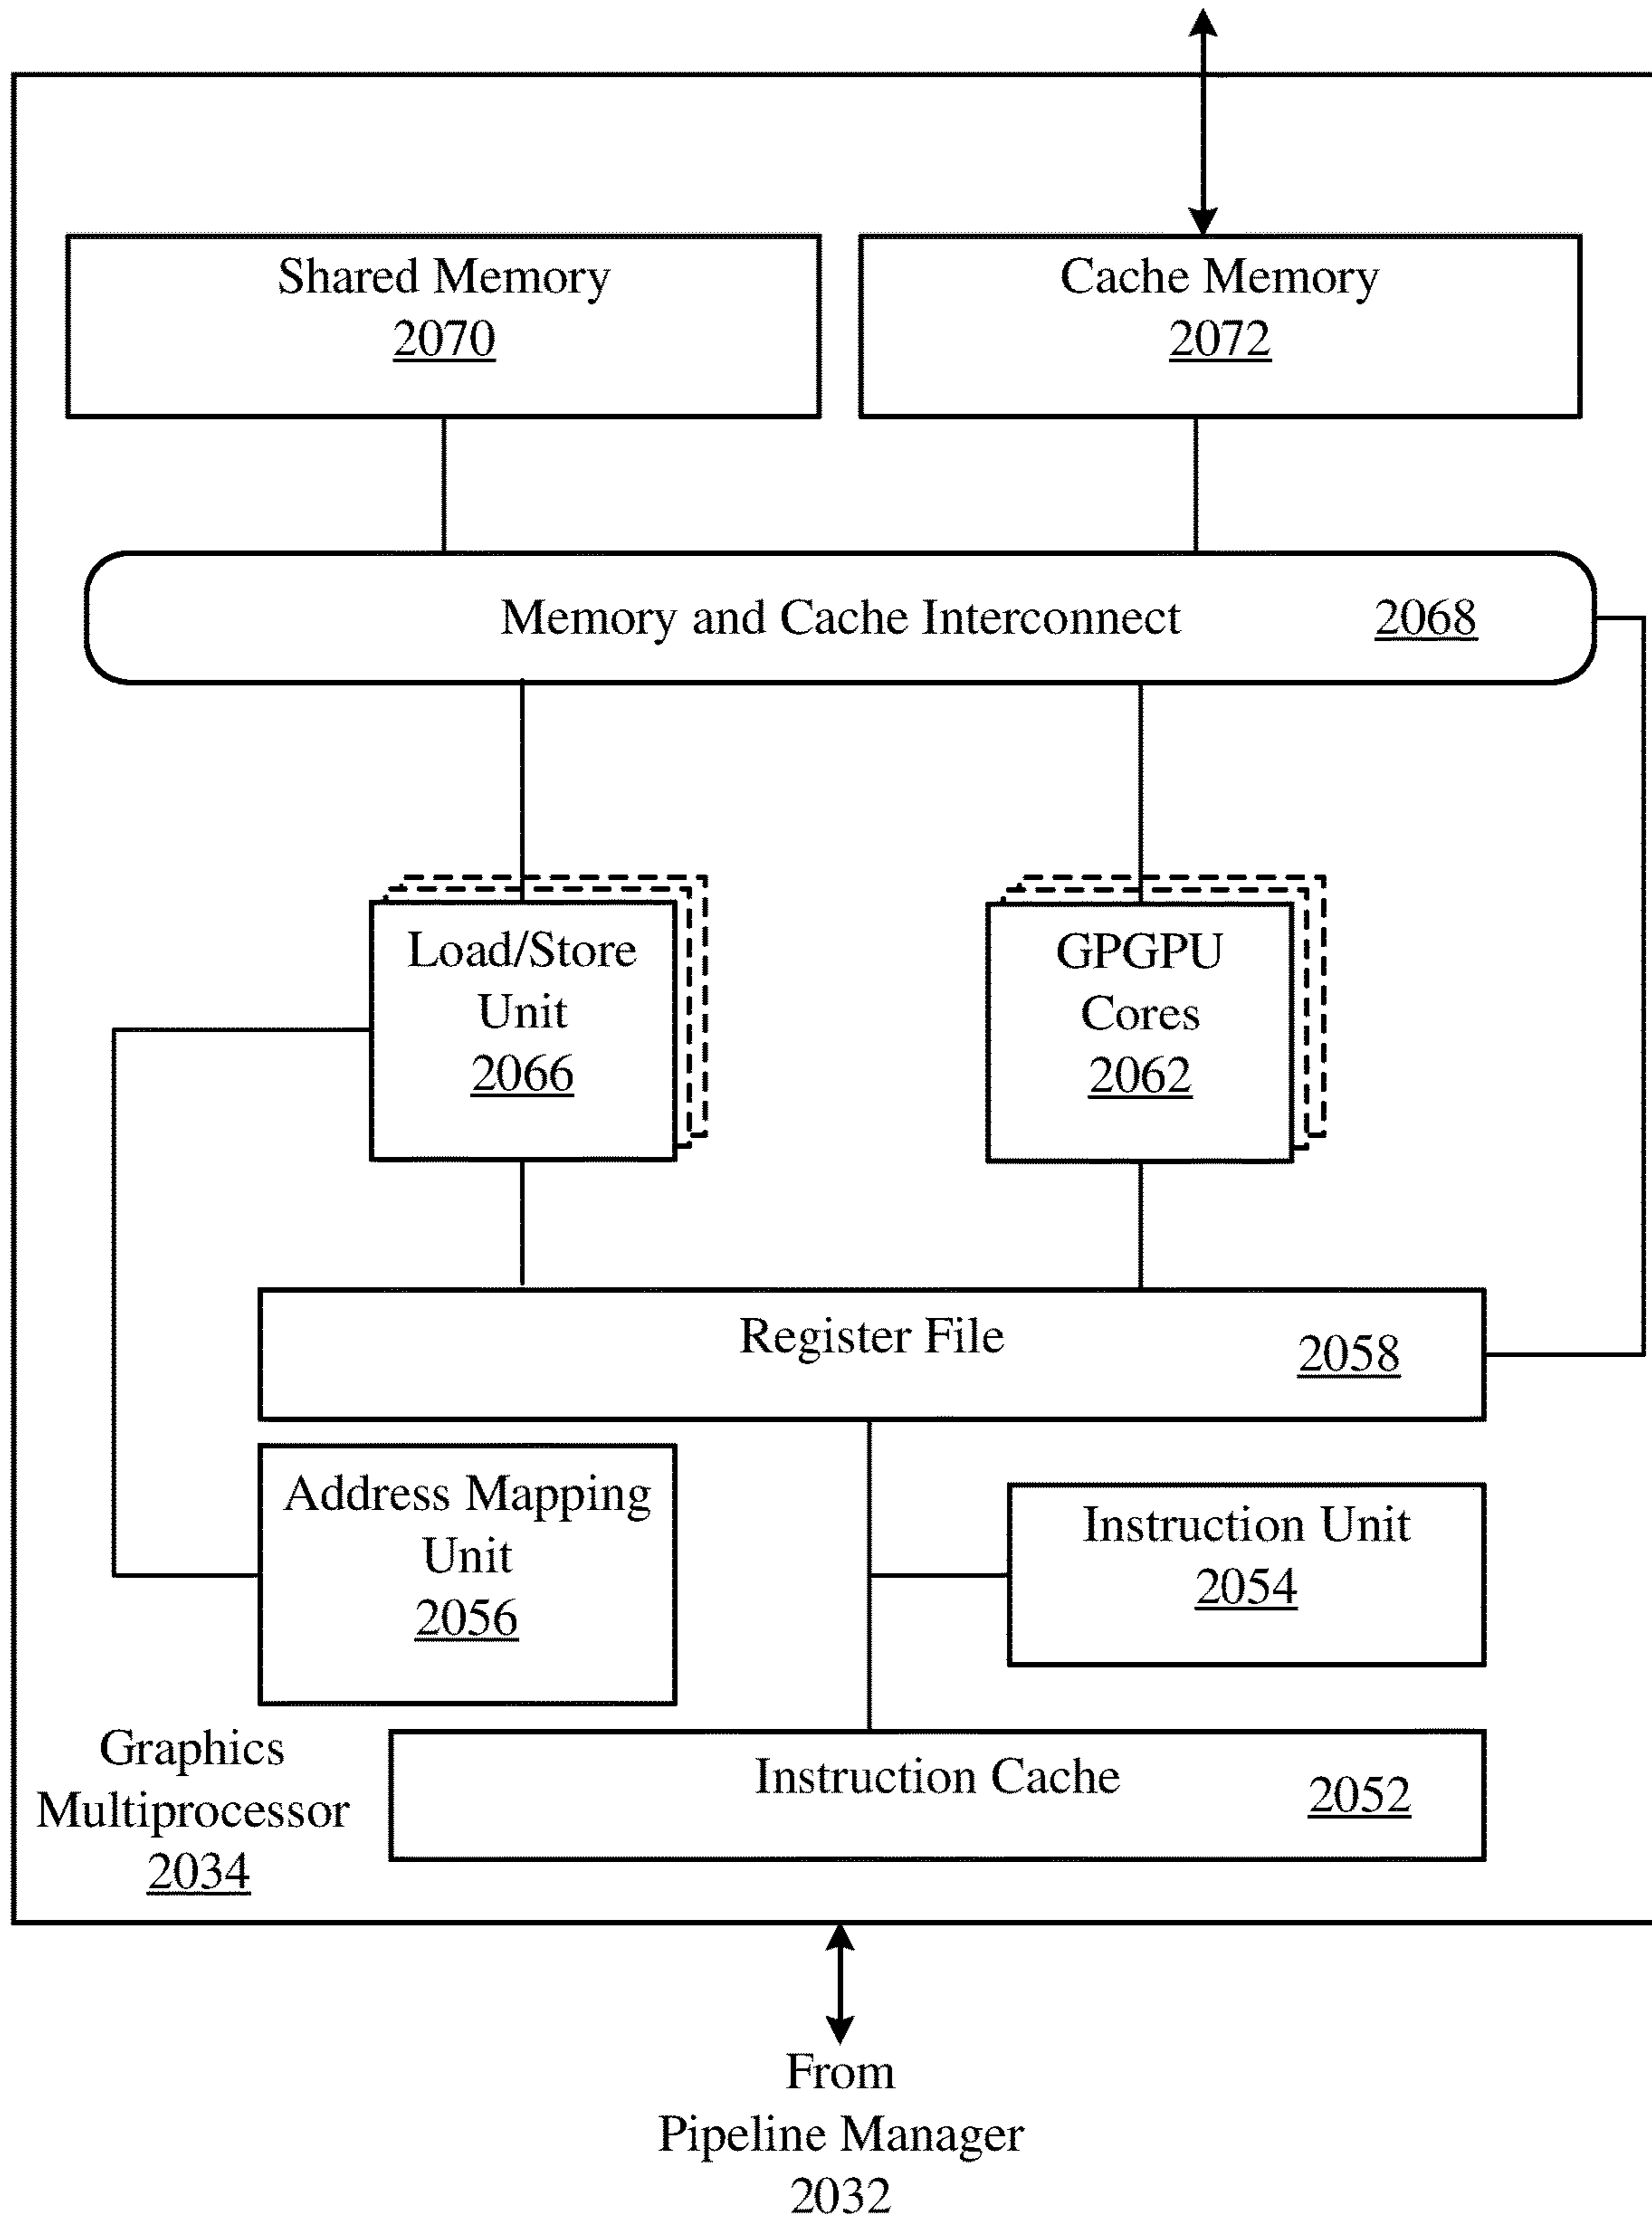 Shared Memory
2070
Cache Memory
2072
Memory and Cache Interconnect 2068
Load/Store
Unit
2066
GPGPU
Cores
2062
Register File 2058
Address Mapping
Unit
2056
Instruction Unit
2054
Graphics
Multiprocessor
2034
Instruction Cache 2052
From
Pipeline Manager
2032